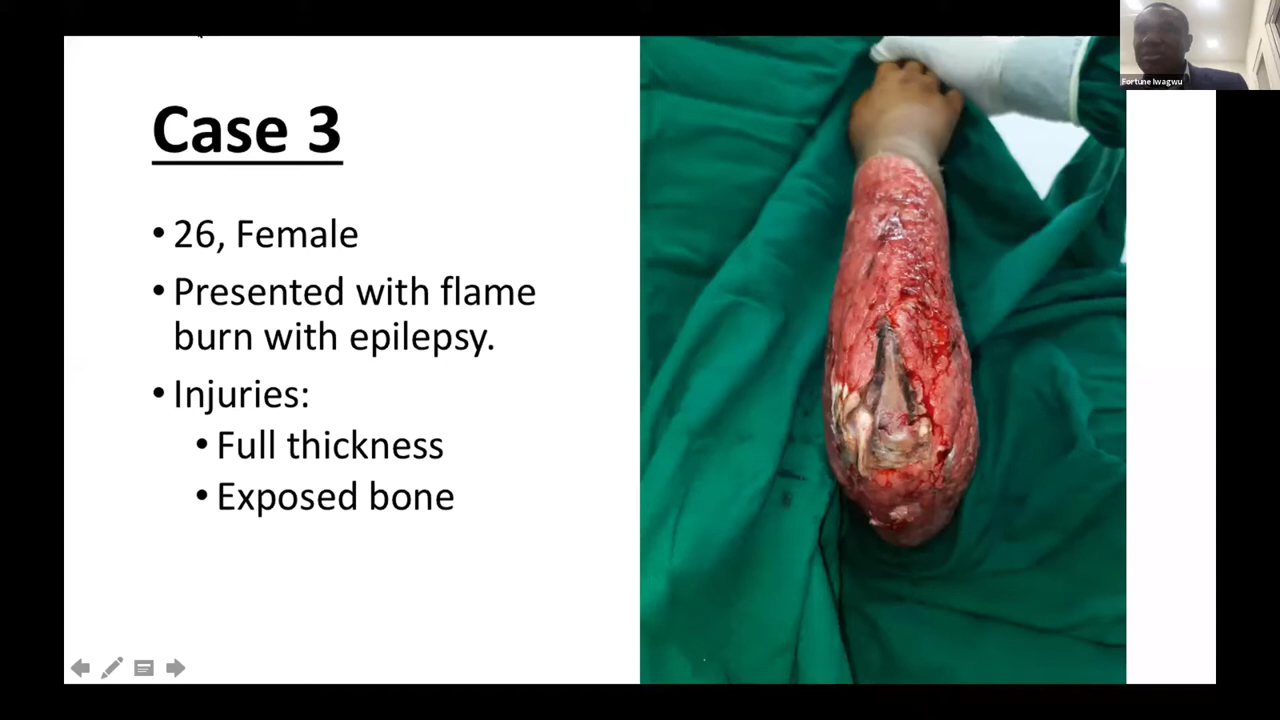 Case 3
• 26, Female
• Presented with flame
burn with epilepsy.
• Injuries:
• Full thickness
• Exposed bone
Fortune Iwagwu